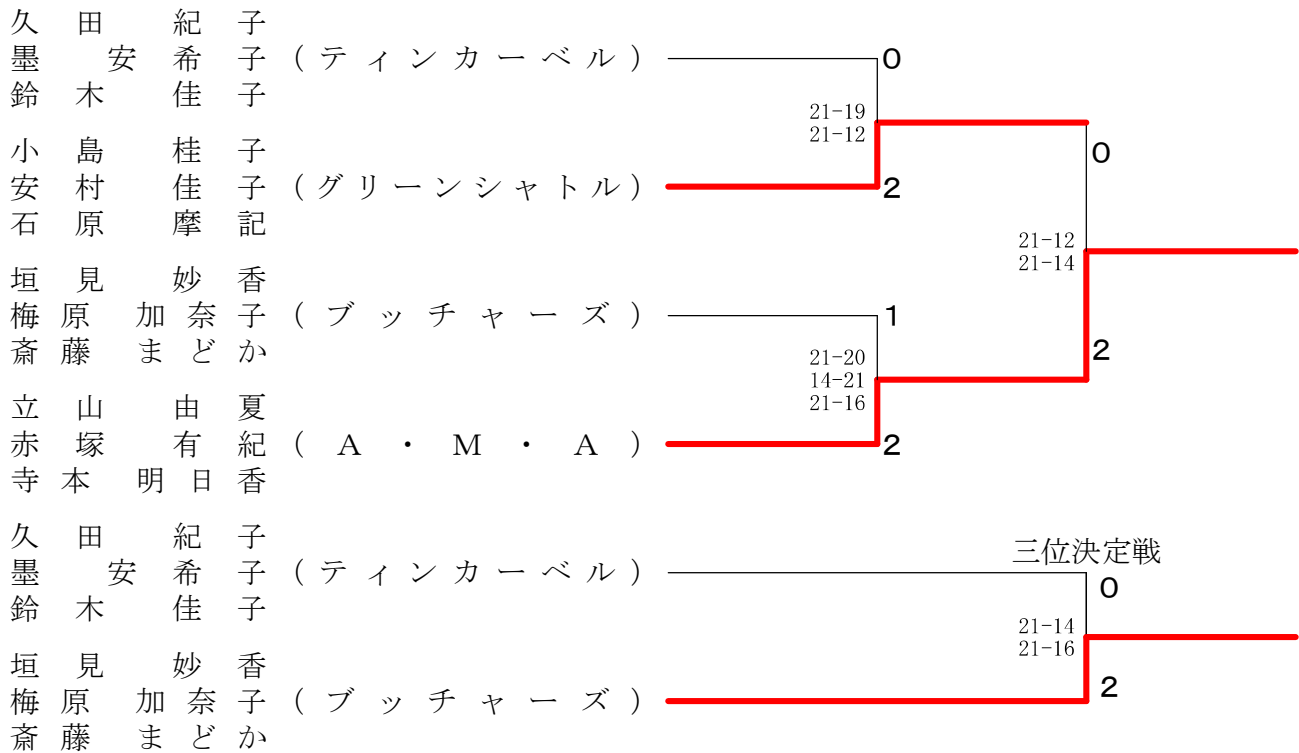 久田 紀子
墨 安希子 (ティンカーベル) 0
鈴木 佳子
21-19
21-12
小島 桂子
安村 佳子 (グリーンシャトル) 2
石原 摩記
0
21-12
21-14
2
垣見 妙香
梅原 加奈子 (ブッチャーズ) 1
斎藤 まどか
21-20
14-21
21-16
立山 由夏
赤塚 有紀 (A・M・A) 2
寺本 明日香
三位決定戦
久田 紀子
墨 安希子 (ティンカーベル) 0
鈴木 佳子
21-14
21-16
垣見 妙香
梅原 加奈子 (ブッチャーズ) 2
斎藤 まどか